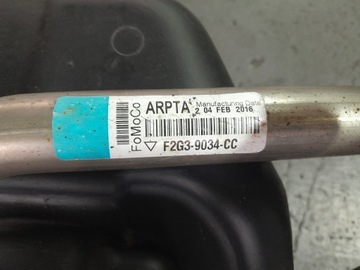 FoMoCo
ARPTA
Manufacturing Date
2 04 FEB 2016
F2G3-9034-CC